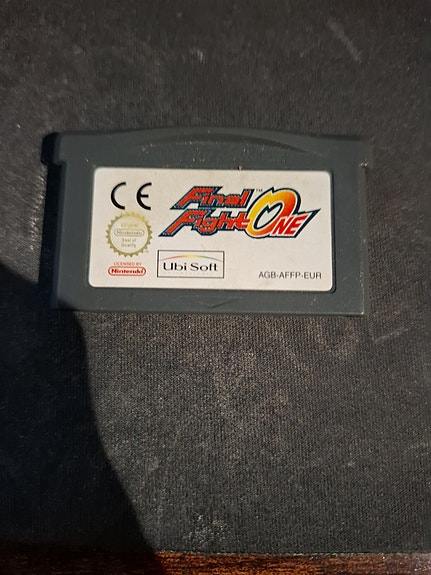 CE
Final
Fight ONE
TM
Original
Nintendo
Seal of
Quality
LICENSED BY
Nintendo
Ubi Soft
AGB-AFFP-EUR